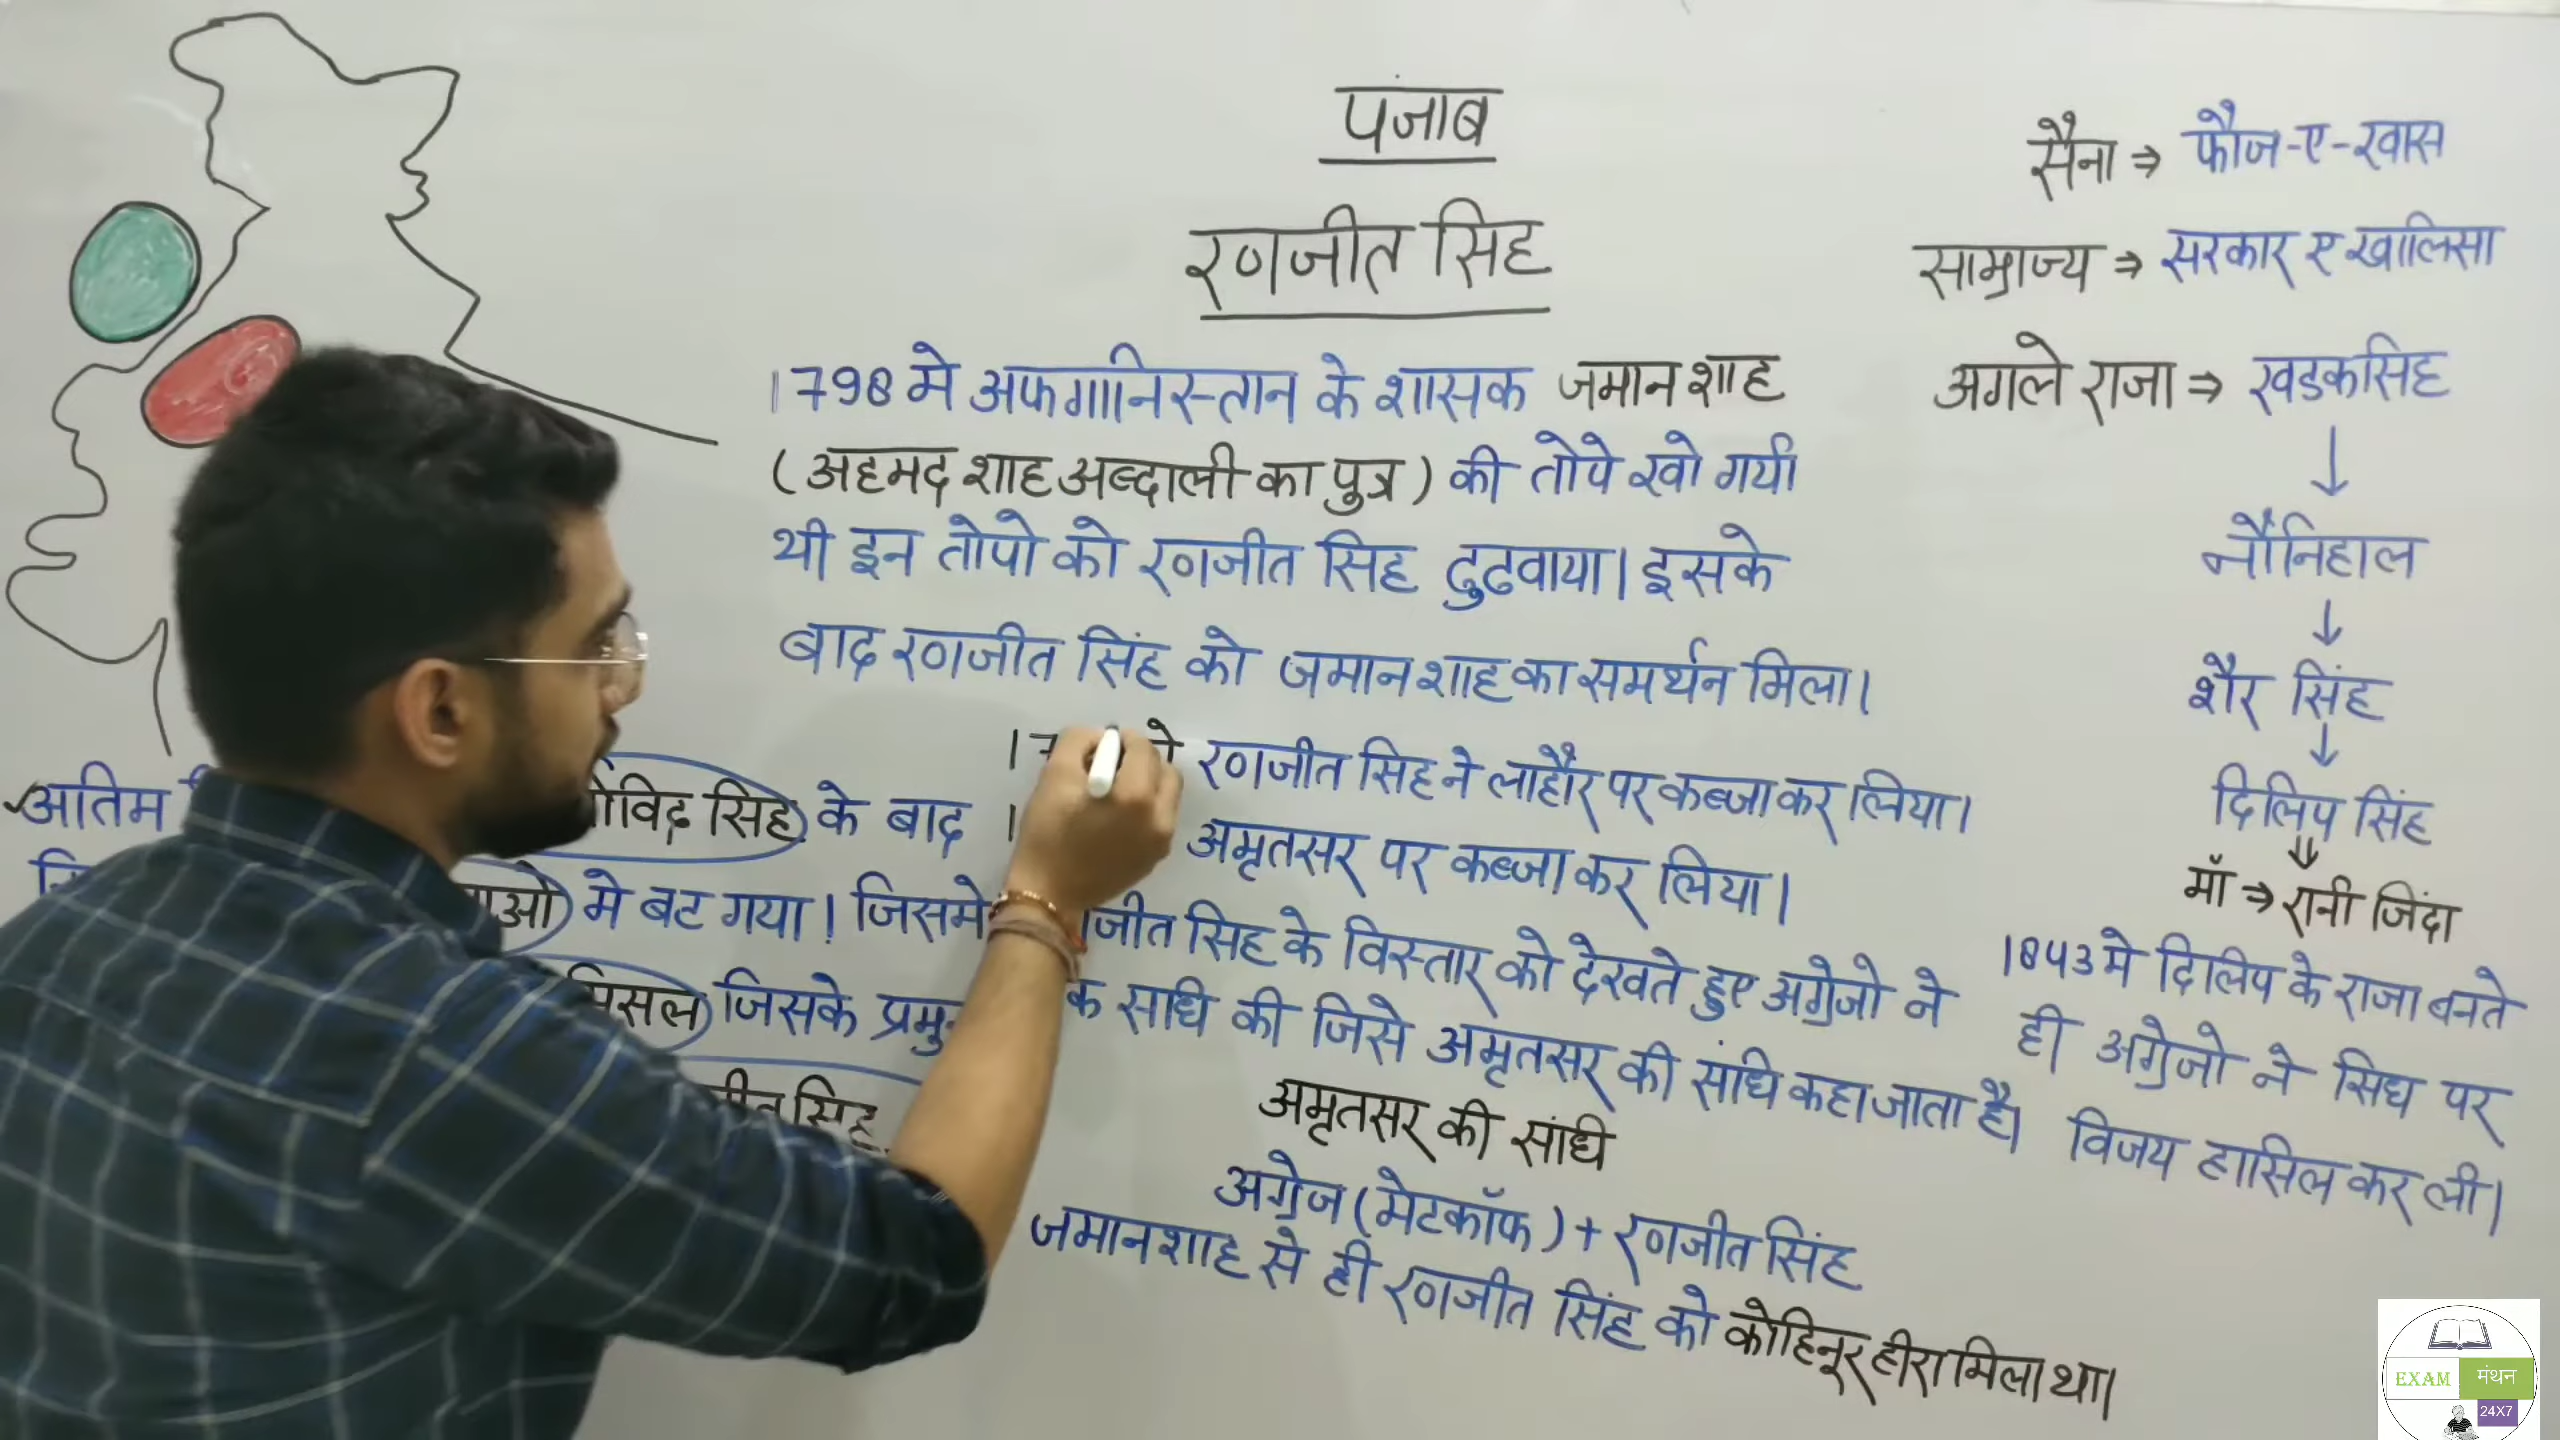 पंजाब
रणजीत सिह
1798 मे अफगानिस्तान के शासक जमान शाह
(अहमद शाह अब्दाली का पुत्र) की तोपे खो गयी
थी इन तोपो को रणजीत सिह ढुढवाया। इसके
बाद रणजीत सिंह को जमान शाह का समर्थन मिला।
रणजीत सिह ने लाहौर पर कब्जा कर लिया।
अमृतसर पर कब्जा कर लिया।
सिह के विस्तार को देखते हुए अग्रेजो ने
साधि की जिसे अमृतसर की सांधि कहा जाता है।
अमृतसर की सांधि
अग्रेज (मेटकॉफ) + रणजीत सिंह
जमान शाह से ही रणजीत सिंह को कोहिनूर हीरा मिला था।
अतिम
सिह के बाद
मे बट गया! जिसमे
जिसके
सिह
सैना ⇒ फौज-ए-खास
साम्राज्य ⇒ सरकार ए खालिसा
अगले राजा ⇒ खडकसिह
↓
नौनिहाल
↓
शैर सिंह
↓
दिलिप सिंह
⇓
माँ ⇒ रानी जिंदा
1843 मे दिलिप के राजा बनते
ही अग्रेजो ने सिध पर
विजय हासिल कर ली।
EXAM मंथन
24X7